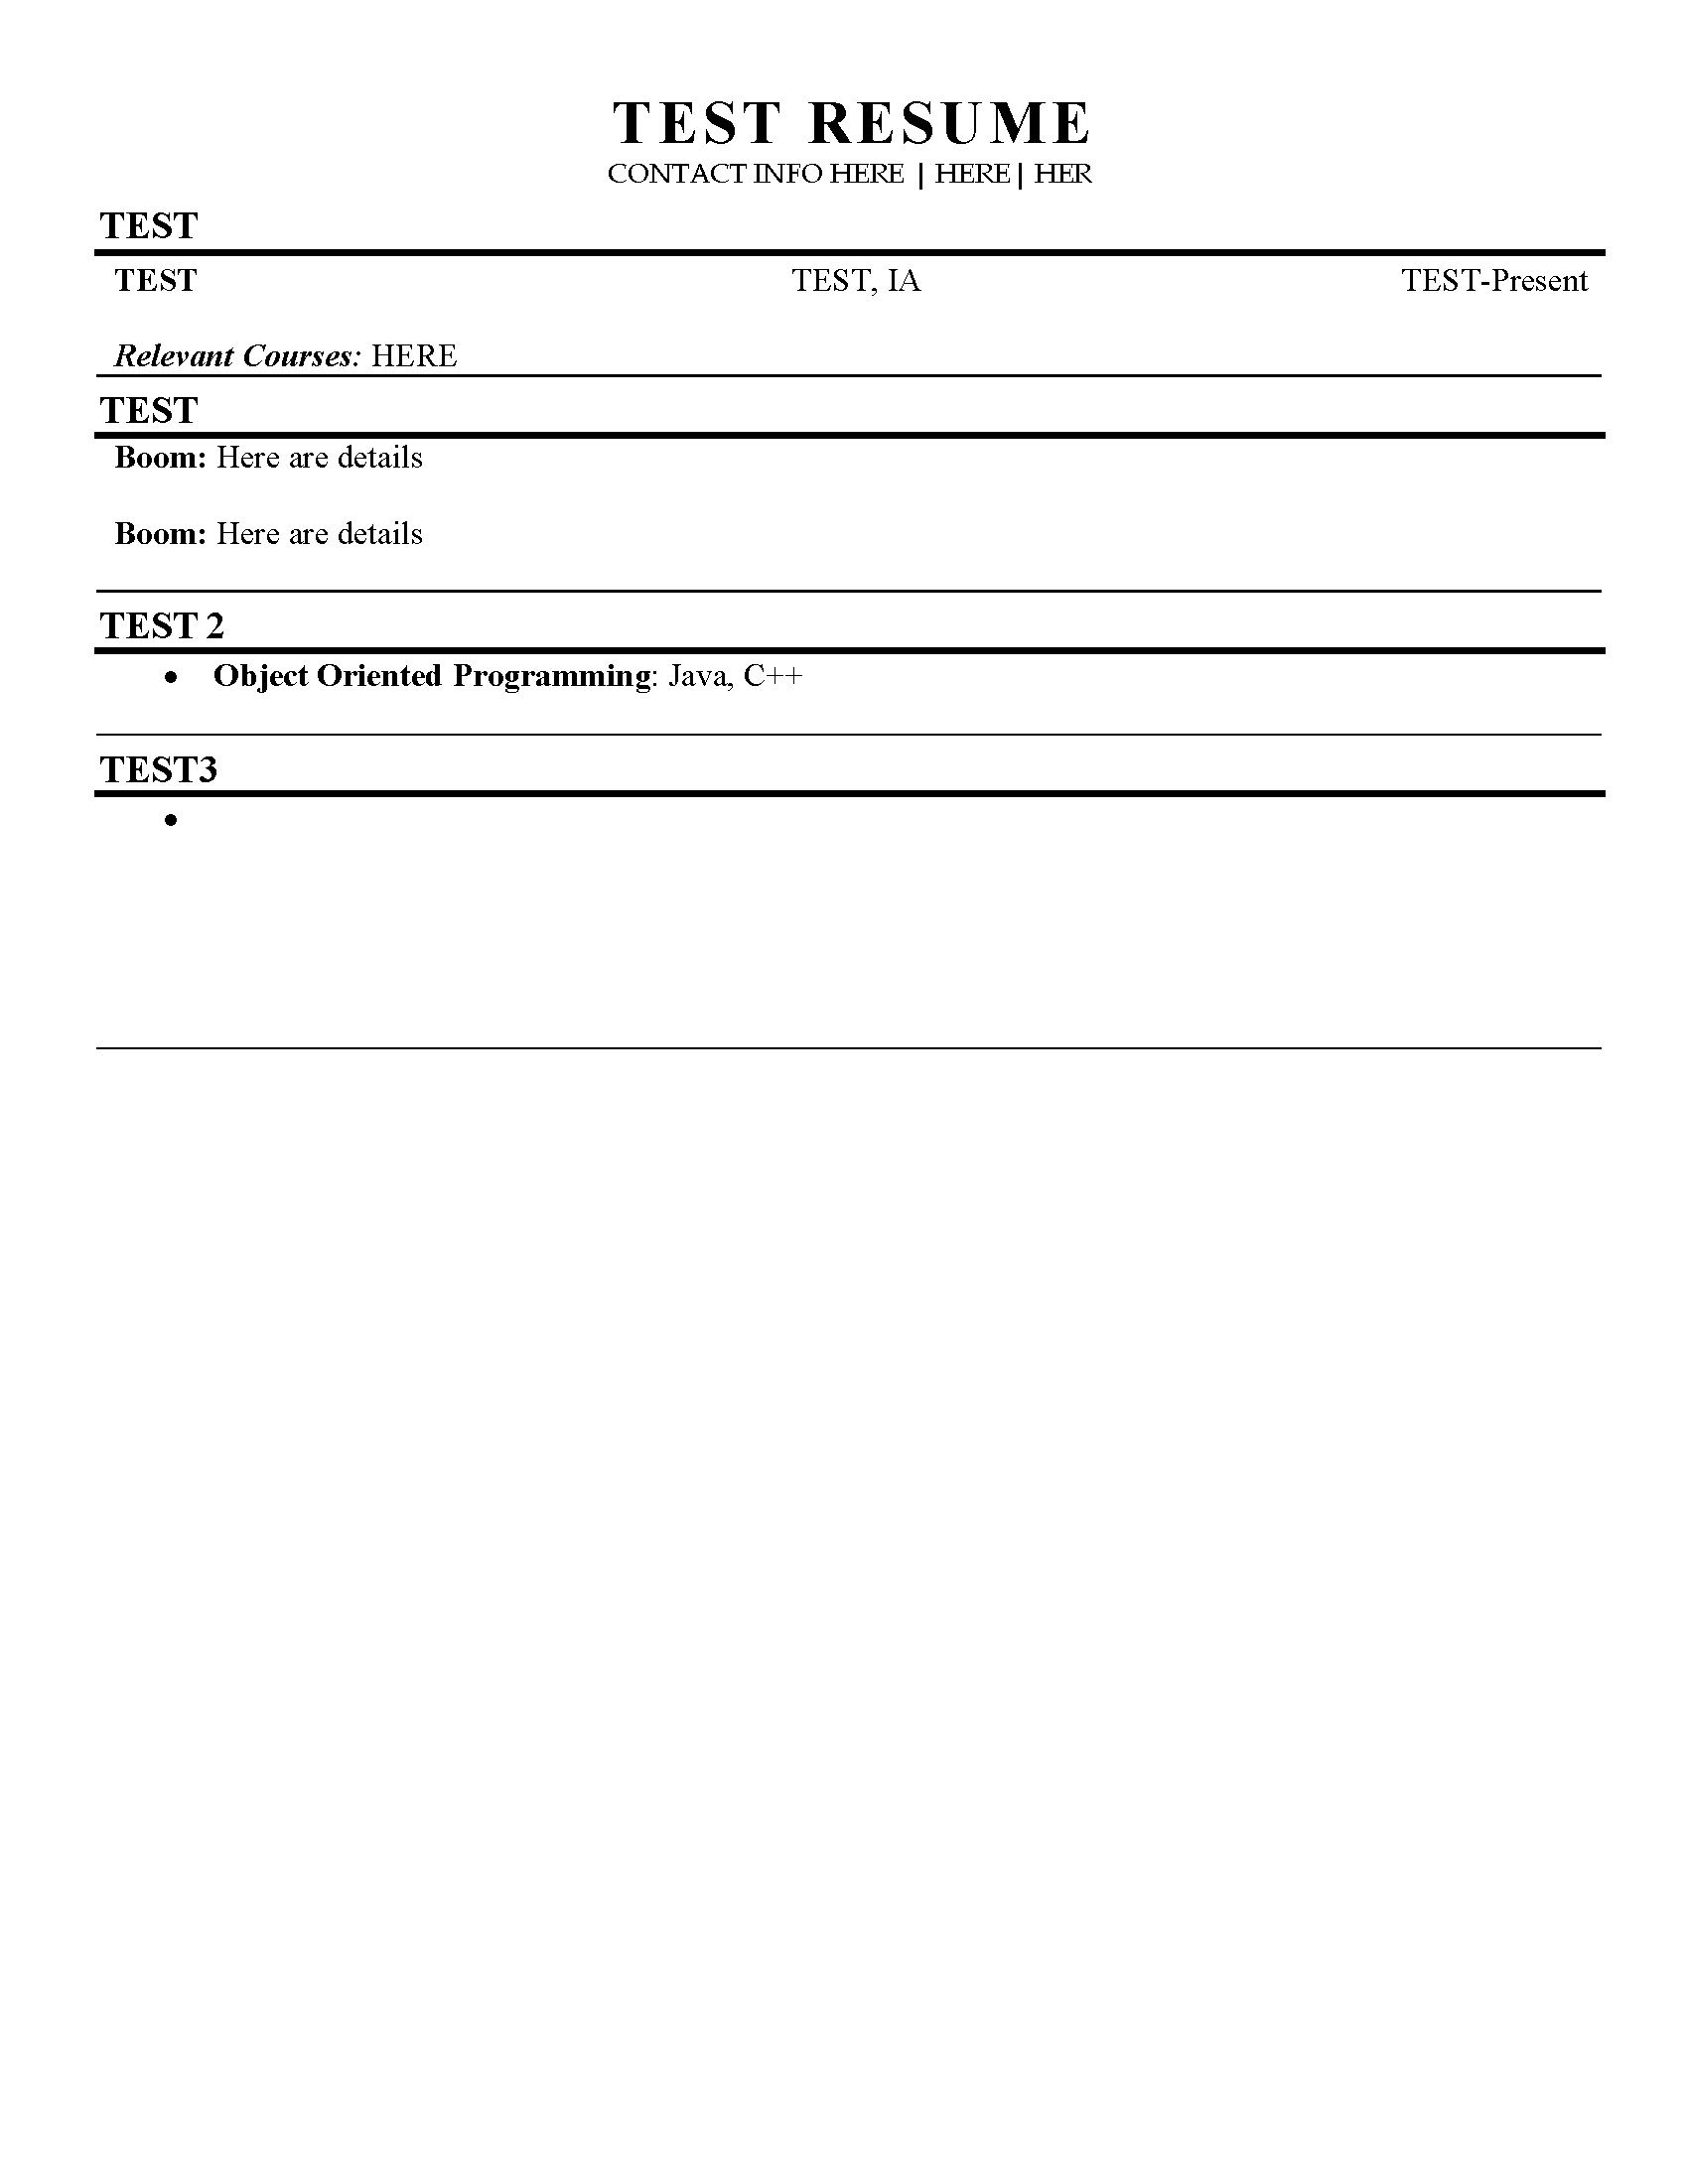 TEST RESUME
CONTACT INFO HERE | HERE| HER
TEST
TEST TEST, IA TEST-Present
Relevant Courses: HERE
TEST
Boom: Here are details
Boom: Here are details
TEST 2
• Object Oriented Programming: Java, C++
TEST3
•